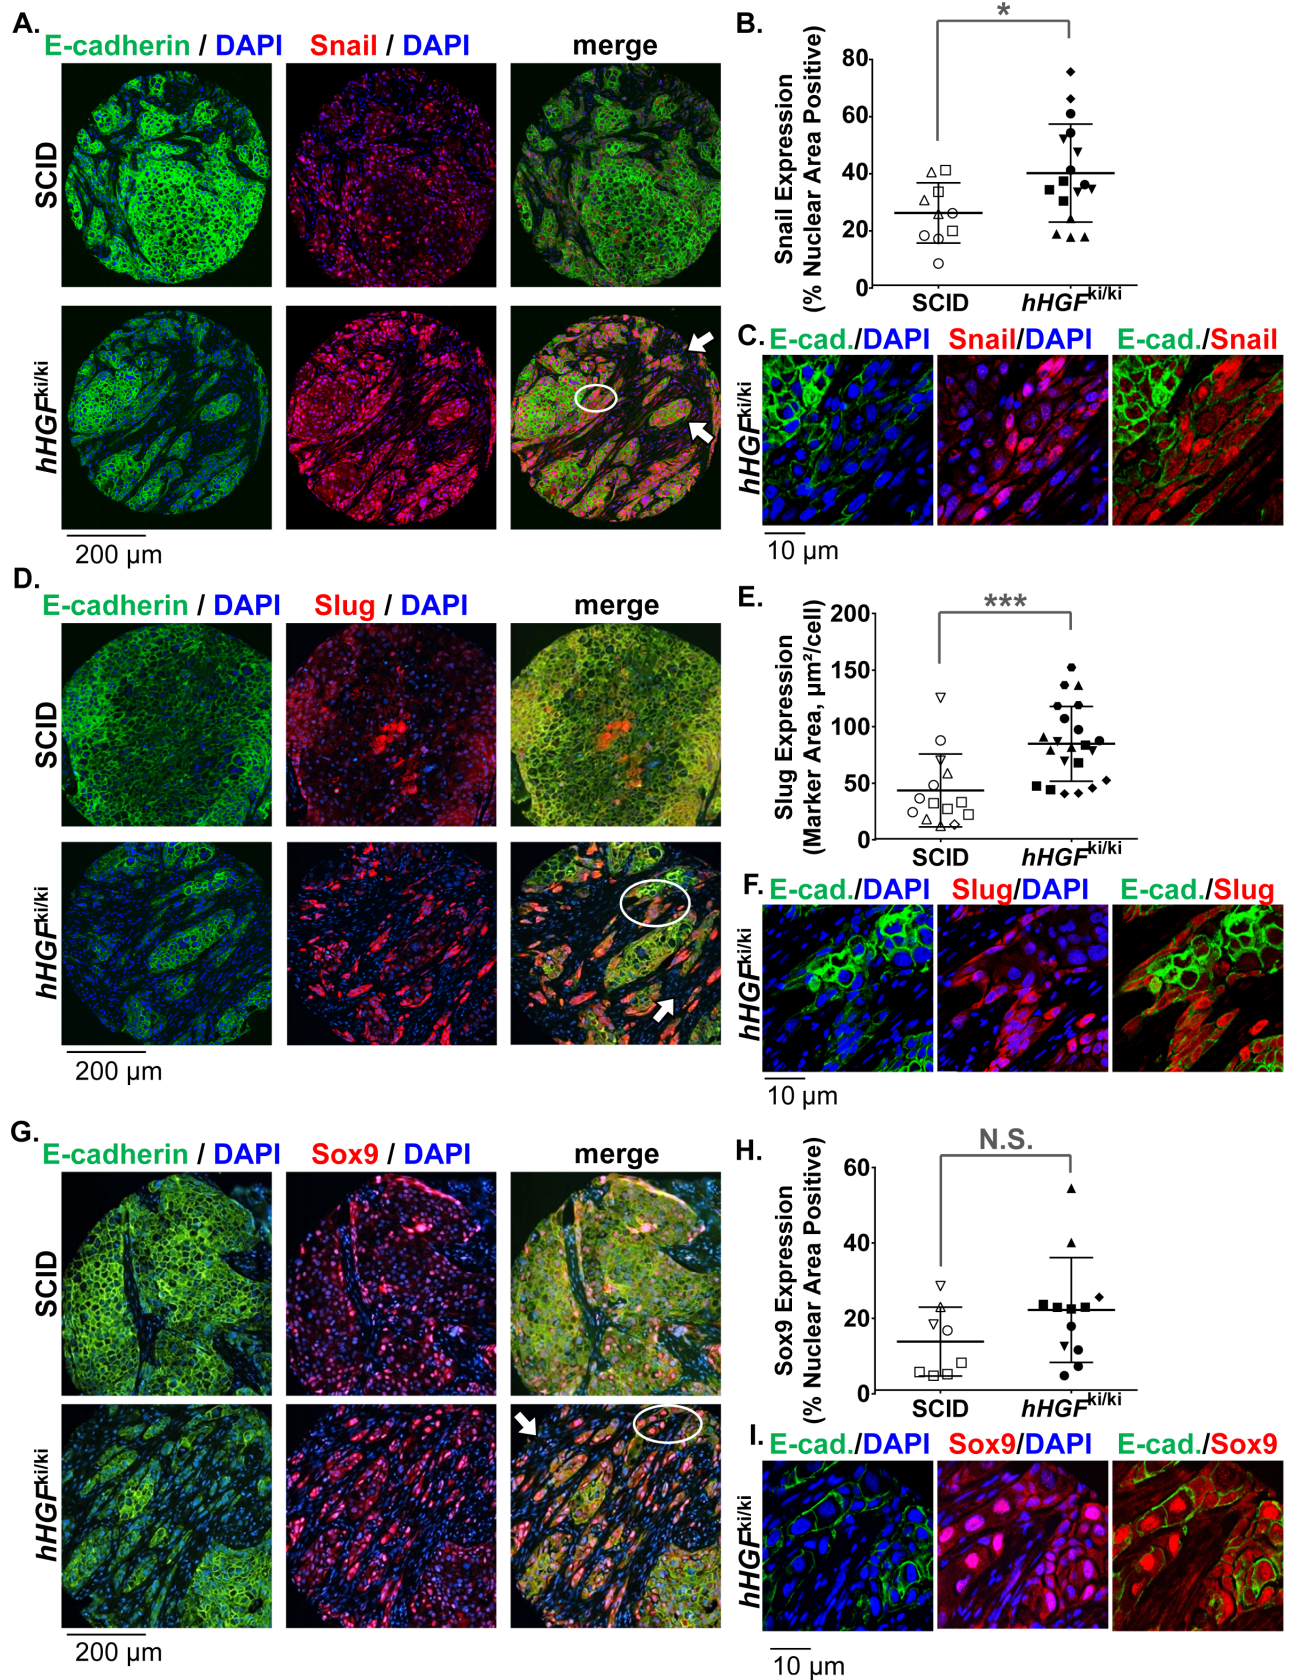 A.
E-cadherin / DAPI Snail / DAPI merge
SCID
hHGFki/ki
200 µm
B.
*
Snail Expression
(% Nuclear Area Positive)
80
60
40
20
0
SCID hHGFki/ki
C.
E-cad./DAPI Snail/DAPI E-cad./Snail
hHGFki/ki
10 µm
D.
E-cadherin / DAPI Slug / DAPI merge
SCID
hHGFki/ki
200 µm
E.
***
Slug Expression
(Marker Area, µm²/cell)
200
150
100
50
0
SCID hHGFki/ki
F.
E-cad./DAPI Slug/DAPI E-cad./Slug
hHGFki/ki
10 µm
G.
E-cadherin / DAPI Sox9 / DAPI merge
SCID
hHGFki/ki
200 µm
H.
N.S.
Sox9 Expression
(% Nuclear Area Positive)
60
40
20
0
SCID hHGFki/ki
I.
E-cad./DAPI Sox9/DAPI E-cad./Sox9
hHGFki/ki
10 µm